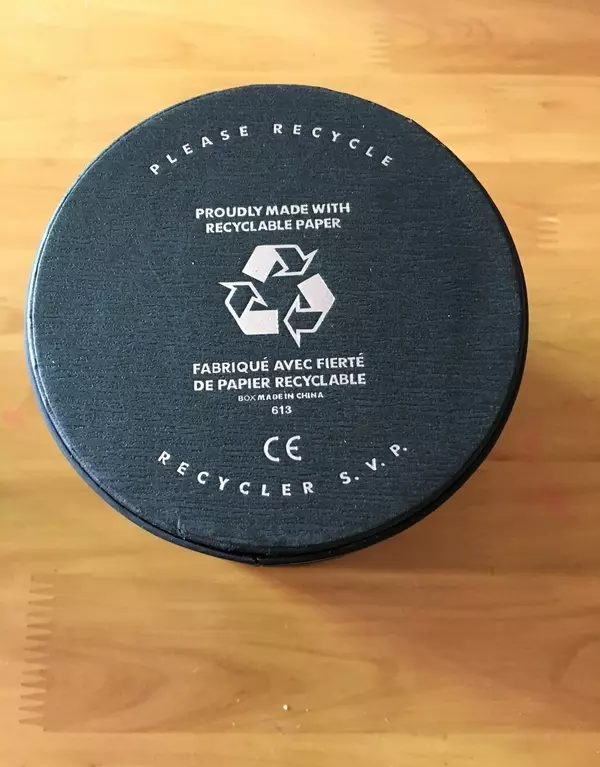 PLEASE RECYCLE
PROUDLY MADE WITH
RECYCLABLE PAPER
FABRIQUÉ AVEC FIERTÉ
DE PAPIER RECYCLABLE
BOX MADE IN CHINA
613
CE
RECYCLER S.V.P.